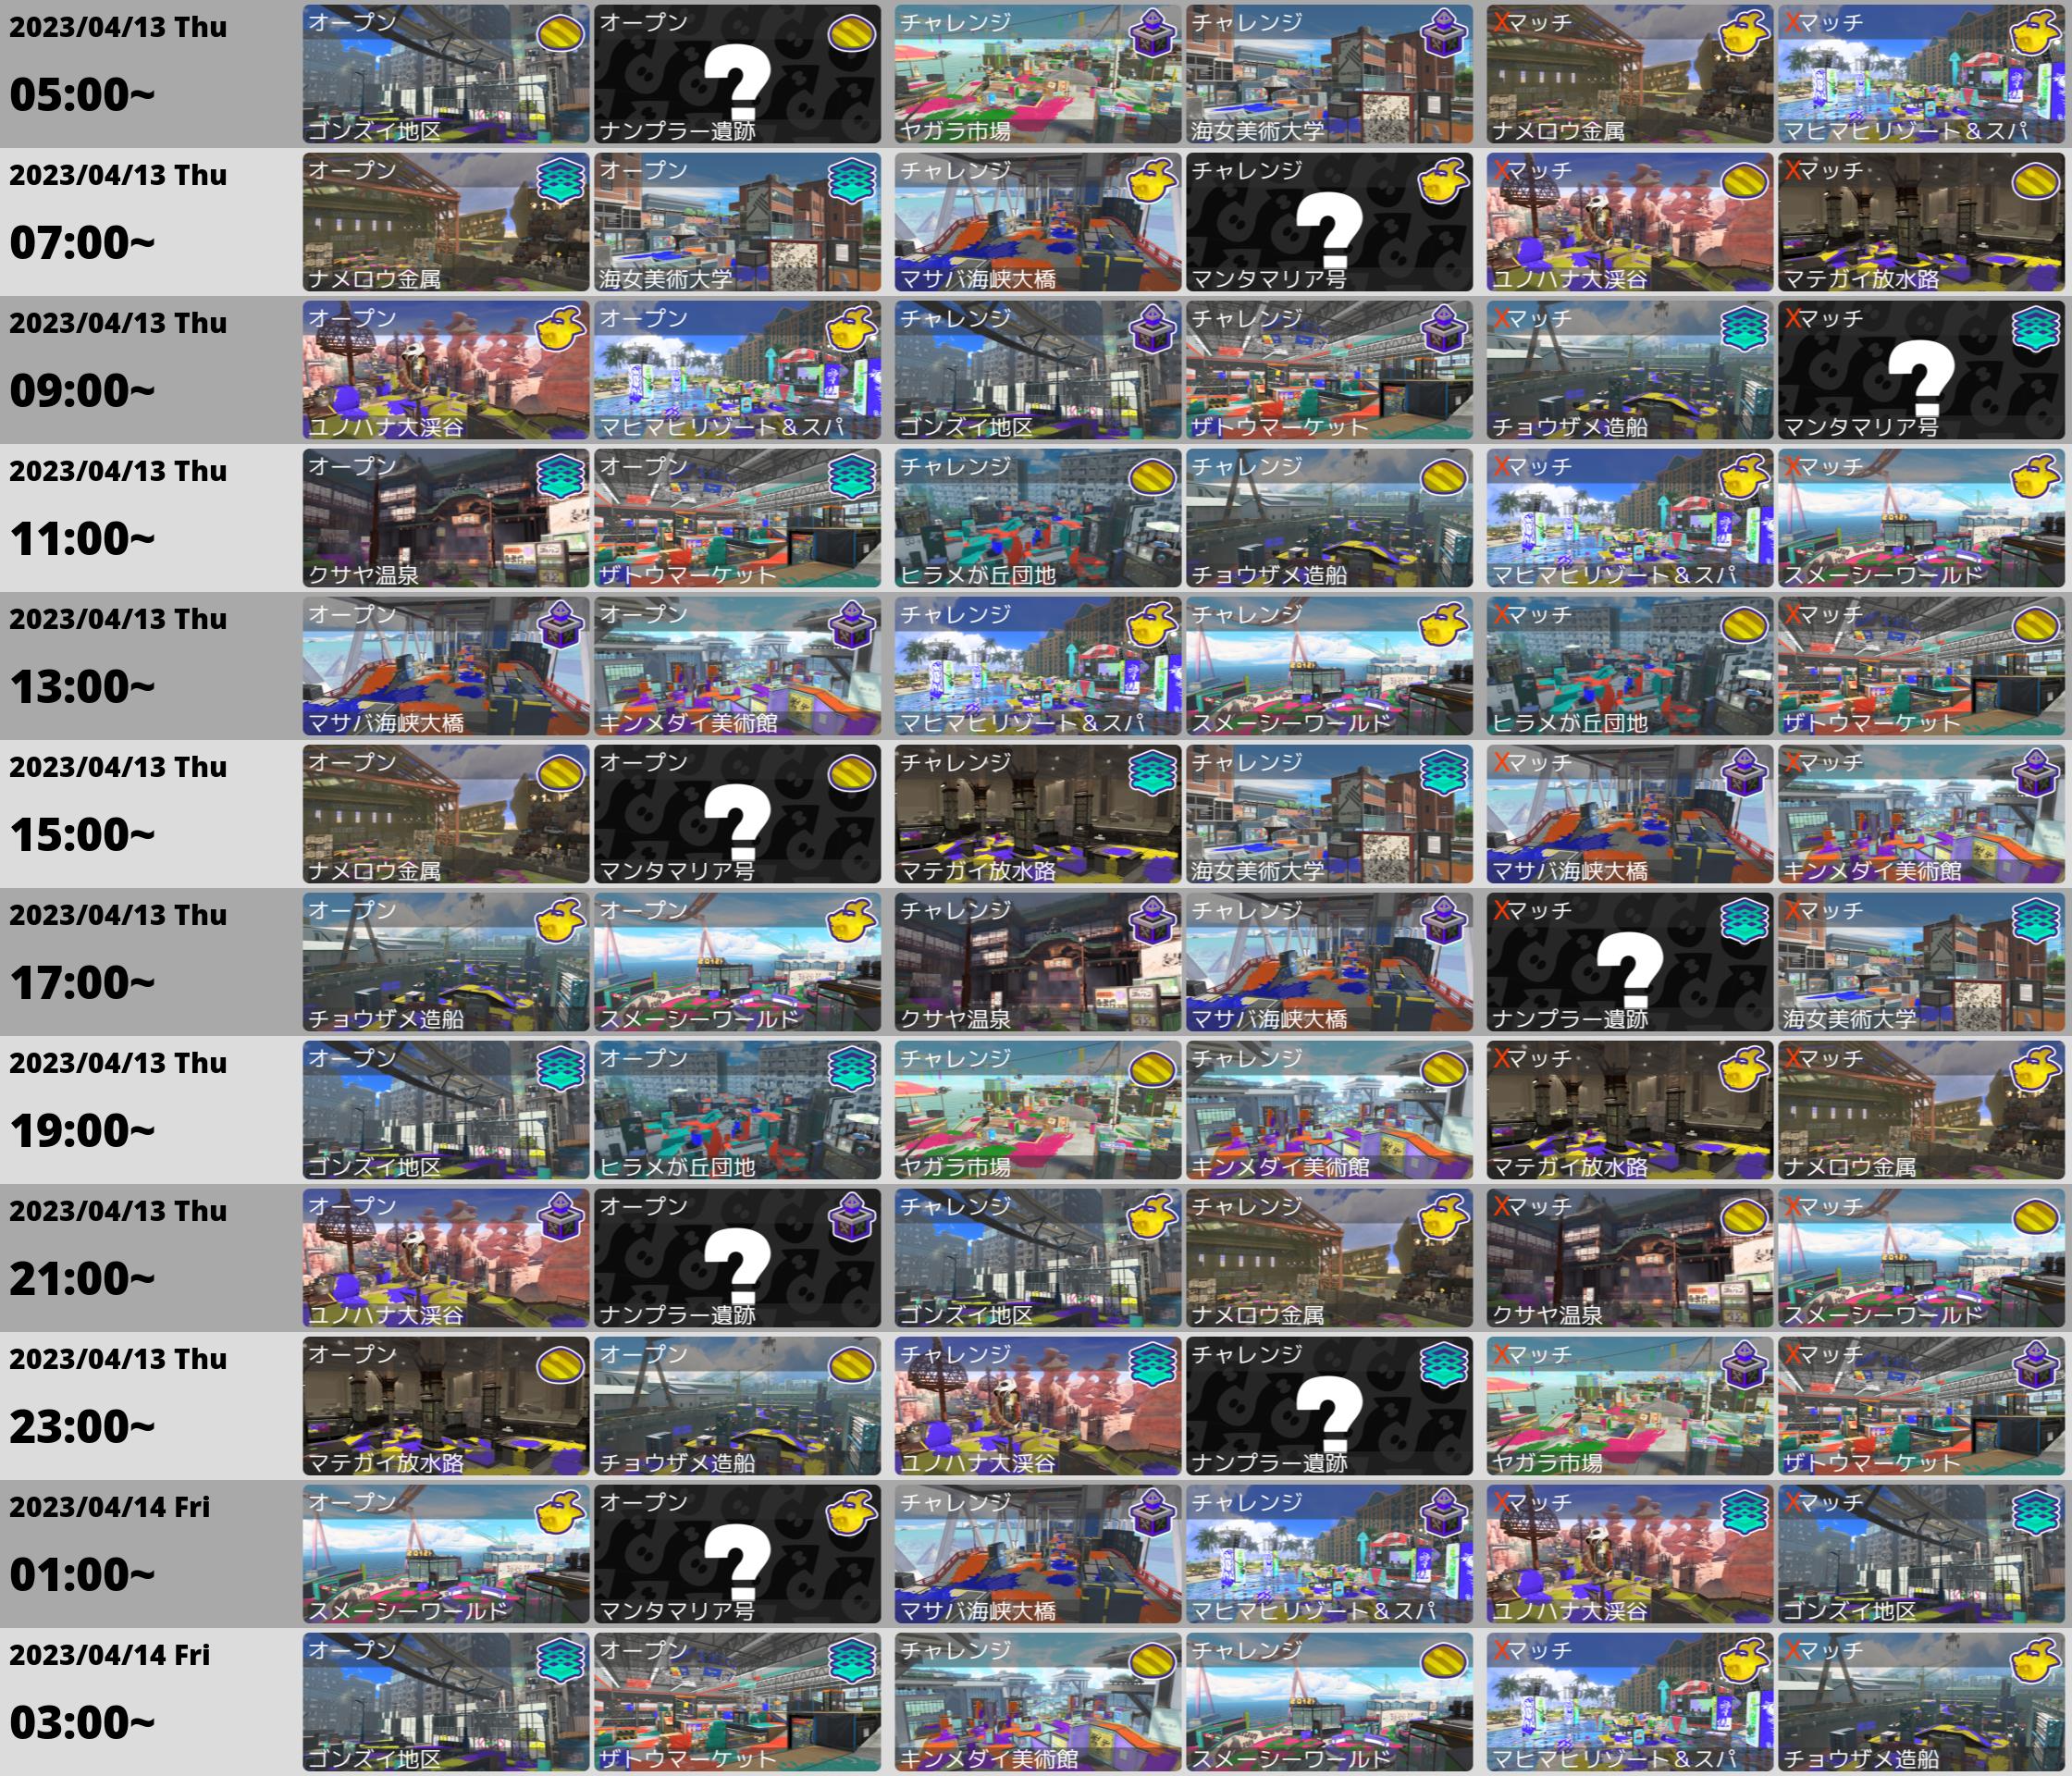 2023/04/13 Thu
05:00~
オープン
ゴンズイ地区
オープン
ナンプラー遺跡
チャレンジ
ヤガラ市場
チャレンジ
海女美術大学
Xマッチ
ナメロウ金属
Xマッチ
マヒマヒリゾート＆スパ
2023/04/13 Thu
07:00~
オープン
ナメロウ金属
オープン
海女美術大学
チャレンジ
マサバ海峡大橋
チャレンジ
マンタマリア号
Xマッチ
ユノハナ大渓谷
Xマッチ
マテガイ放水路
2023/04/13 Thu
09:00~
オープン
ユノハナ大渓谷
オープン
マヒマヒリゾート＆スパ
チャレンジ
ゴンズイ地区
チャレンジ
ザトウマーケット
Xマッチ
チョウザメ造船
Xマッチ
マンタマリア号
2023/04/13 Thu
11:00~
オープン
クサヤ温泉
オープン
ザトウマーケット
チャレンジ
ヒラメが丘団地
チャレンジ
チョウザメ造船
Xマッチ
マヒマヒリゾート＆スパ
Xマッチ
スメーシーワールド
2023/04/13 Thu
13:00~
オープン
マサバ海峡大橋
オープン
キンメダイ美術館
チャレンジ
マヒマヒリゾート＆スパ
チャレンジ
スメーシーワールド
Xマッチ
ヒラメが丘団地
Xマッチ
ザトウマーケット
2023/04/13 Thu
15:00~
オープン
ナメロウ金属
オープン
マンタマリア号
チャレンジ
マテガイ放水路
チャレンジ
海女美術大学
Xマッチ
マサバ海峡大橋
Xマッチ
キンメダイ美術館
2023/04/13 Thu
17:00~
オープン
チョウザメ造船
オープン
スメーシーワールド
チャレンジ
クサヤ温泉
チャレンジ
マサバ海峡大橋
Xマッチ
ナンプラー遺跡
Xマッチ
海女美術大学
2023/04/13 Thu
19:00~
オープン
ゴンズイ地区
オープン
ヒラメが丘団地
チャレンジ
ヤガラ市場
チャレンジ
キンメダイ美術館
Xマッチ
マテガイ放水路
Xマッチ
ナメロウ金属
2023/04/13 Thu
21:00~
オープン
ユノハナ大渓谷
オープン
ナンプラー遺跡
チャレンジ
ゴンズイ地区
チャレンジ
ナメロウ金属
Xマッチ
クサヤ温泉
Xマッチ
スメーシーワールド
2023/04/13 Thu
23:00~
オープン
マテガイ放水路
オープン
チョウザメ造船
チャレンジ
ユノハナ大渓谷
チャレンジ
ナンプラー遺跡
Xマッチ
ヤガラ市場
Xマッチ
ザトウマーケット
2023/04/14 Fri
01:00~
オープン
スメーシーワールド
オープン
マンタマリア号
チャレンジ
マサバ海峡大橋
チャレンジ
マヒマヒリゾート＆スパ
Xマッチ
ユノハナ大渓谷
Xマッチ
ゴンズイ地区
2023/04/14 Fri
03:00~
オープン
ゴンズイ地区
オープン
ザトウマーケット
チャレンジ
キンメダイ美術館
チャレンジ
スメーシーワールド
Xマッチ
マヒマヒリゾート＆スパ
Xマッチ
チョウザメ造船